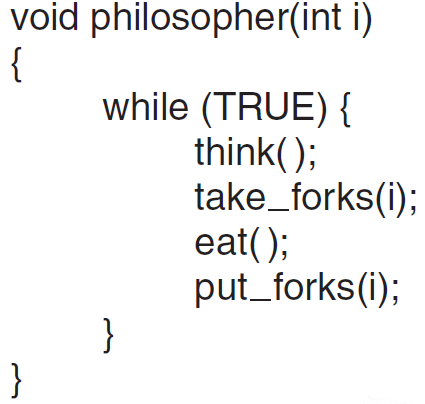 void philosopher(int i)
{
while (TRUE) {
think( );
take_forks(i);
eat( );
put_forks(i);
}
}